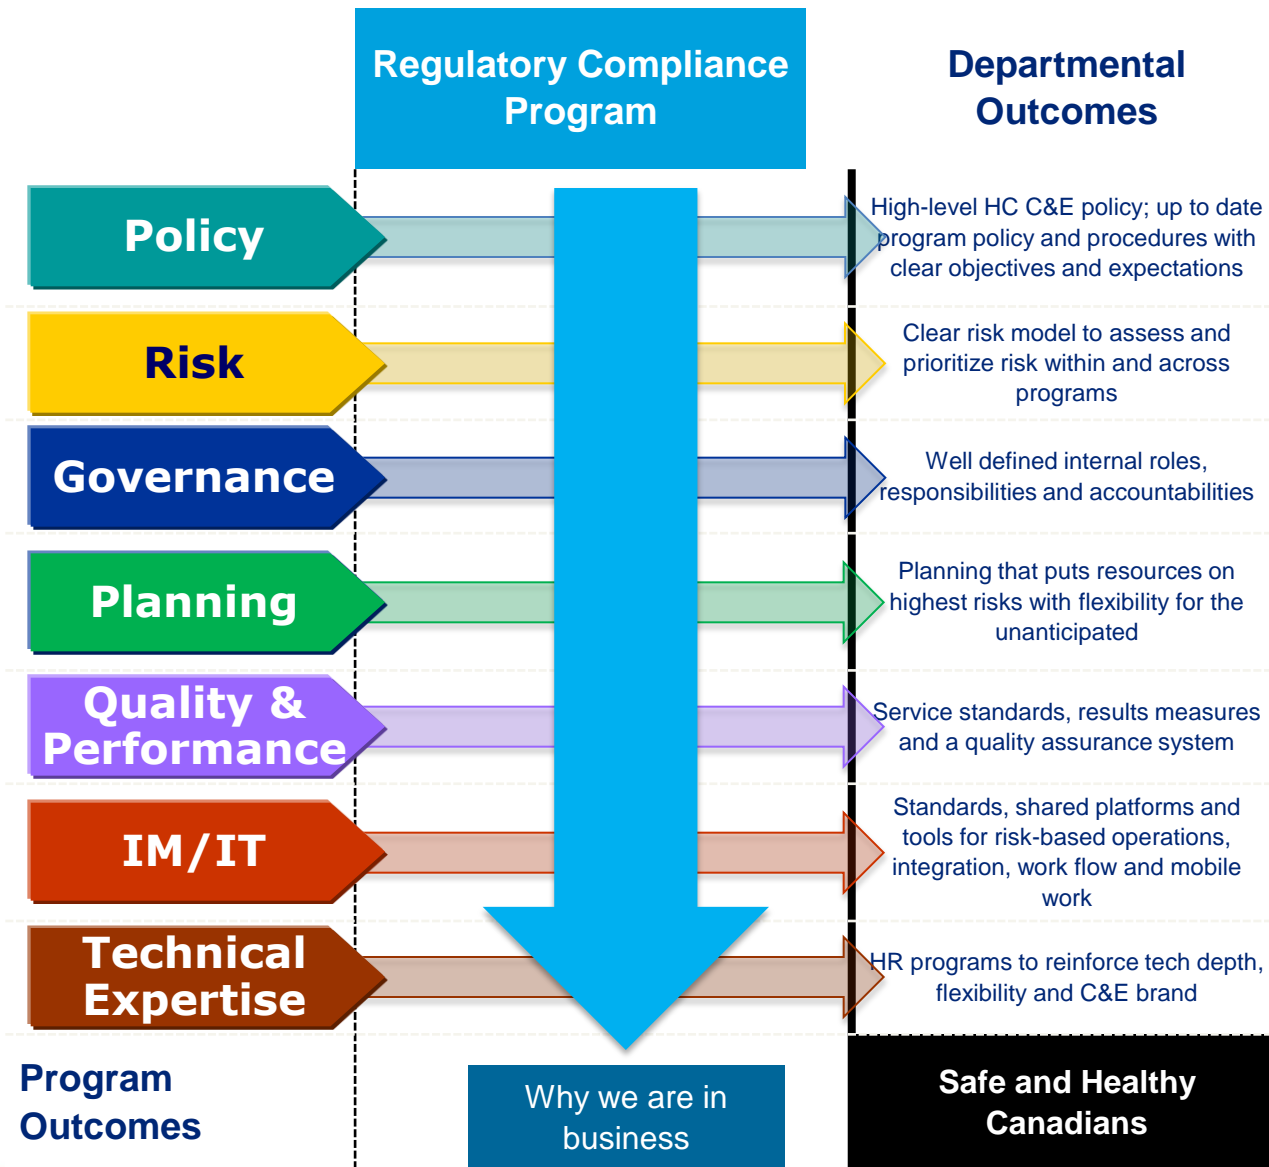 Regulatory Compliance
Program
Departmental
Outcomes
Policy
High-level HC C&E policy; up to date
program policy and procedures with
clear objectives and expectations
Risk
Clear risk model to assess and
prioritize risk within and across
programs
Governance
Well defined internal roles,
responsibilities and accountabilities
Planning
Planning that puts resources on
highest risks with flexibility for the
unanticipated
Quality &
Performance
Service standards, results measures
and a quality assurance system
IM/IT
Standards, shared platforms and
tools for risk-based operations,
integration, work flow and mobile
work
Technical
Expertise
HR programs to reinforce tech depth,
flexibility and C&E brand
Program
Outcomes
Why we are in
business
Safe and Healthy
Canadians